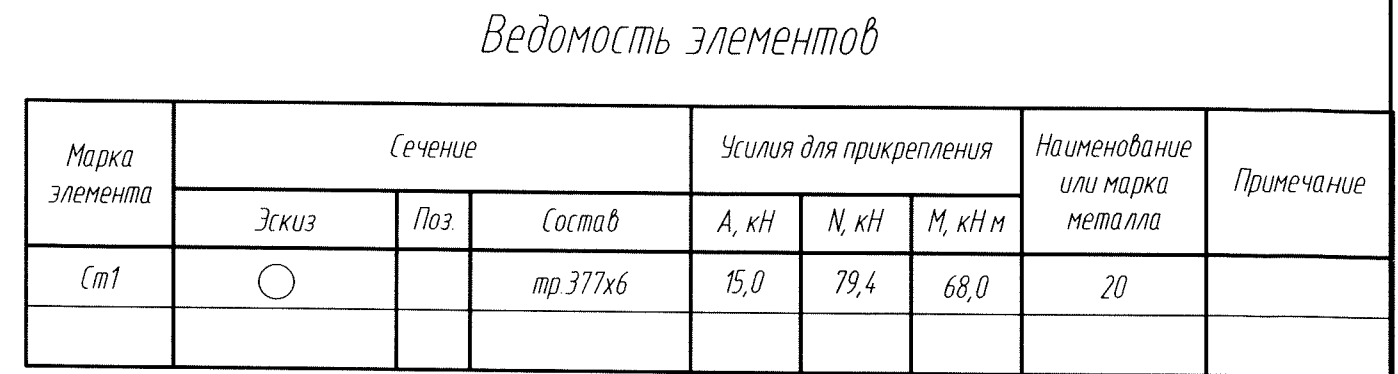 Ведомость элементов
Марка элемента
Сечение
Усилия для прикрепления
Наименование или марка металла
Примечание
Эскиз
Поз.
Состав
А, кН
N, кН
М, кН м
Ст1
тр.377х6
15,0
79,4
68,0
20